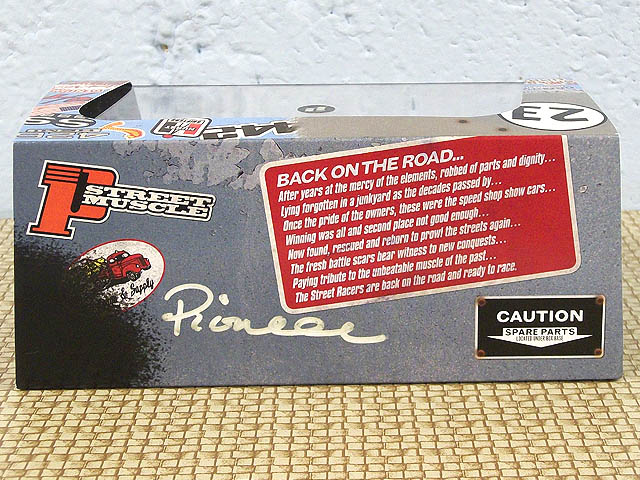 23
P STREET
MUSCLE
BACK ON THE ROAD...
After years at the mercy of the elements, robbed of parts and dignity...
Lying forgotten in a junkyard as the decades passed by...
Once the pride of the owners, these were the speed shop show cars...
Winning was all and second place not good enough...
Now found, rescued and reborn to prowl the streets again...
The fresh battle scars bear witness to new conquests...
Paying tribute to the unbeatable muscle of the past...
The Street Racers are back on the road and ready to race.
Supply
Pioneer
CAUTION
SPARE PARTS
LOCATED UNDER BOX BASE